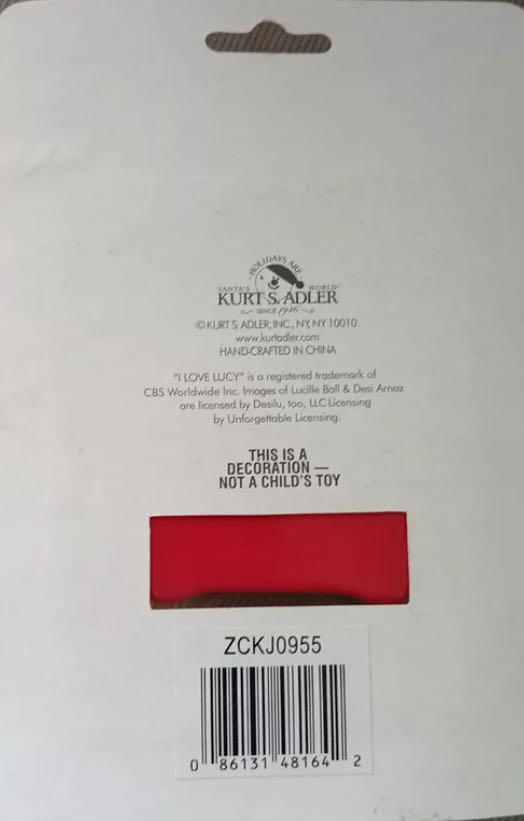 HOLIDAYS ARE
SANTA'S WORLD
KURT S. ADLER
SINCE 1946
© KURT S. ADLER, INC., NY, NY 10010
www.kurtadler.com
HAND-CRAFTED IN CHINA
"I LOVE LUCY" is a registered trademark of
CBS Worldwide Inc. Images of Lucille Ball & Desi Arnaz
are licensed by Desilu, too, LLC Licensing
by Unforgettable Licensing.
THIS IS A
DECORATION —
NOT A CHILD'S TOY
ZCKJ0955
0 86131 48164 2